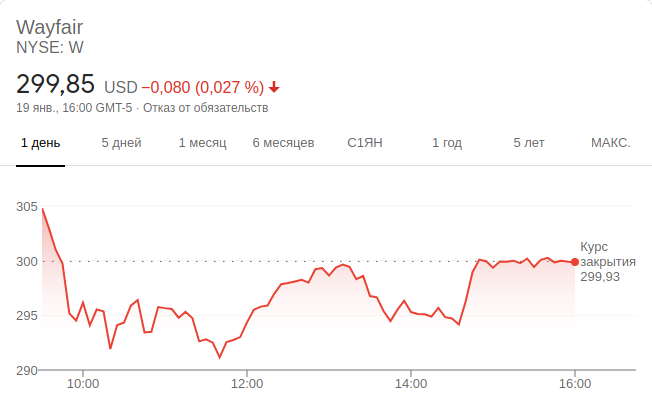 Wayfair
NYSE: W
299,85 USD −0,080 (0,027 %)
19 янв., 16:00 GMT-5 · Отказ от обязательств
1 день 5 дней 1 месяц 6 месяцев С1ЯН 1 год 5 лет МАКС.
305
300
295
290
Курс
закрытия
299,93
10:00 12:00 14:00 16:00